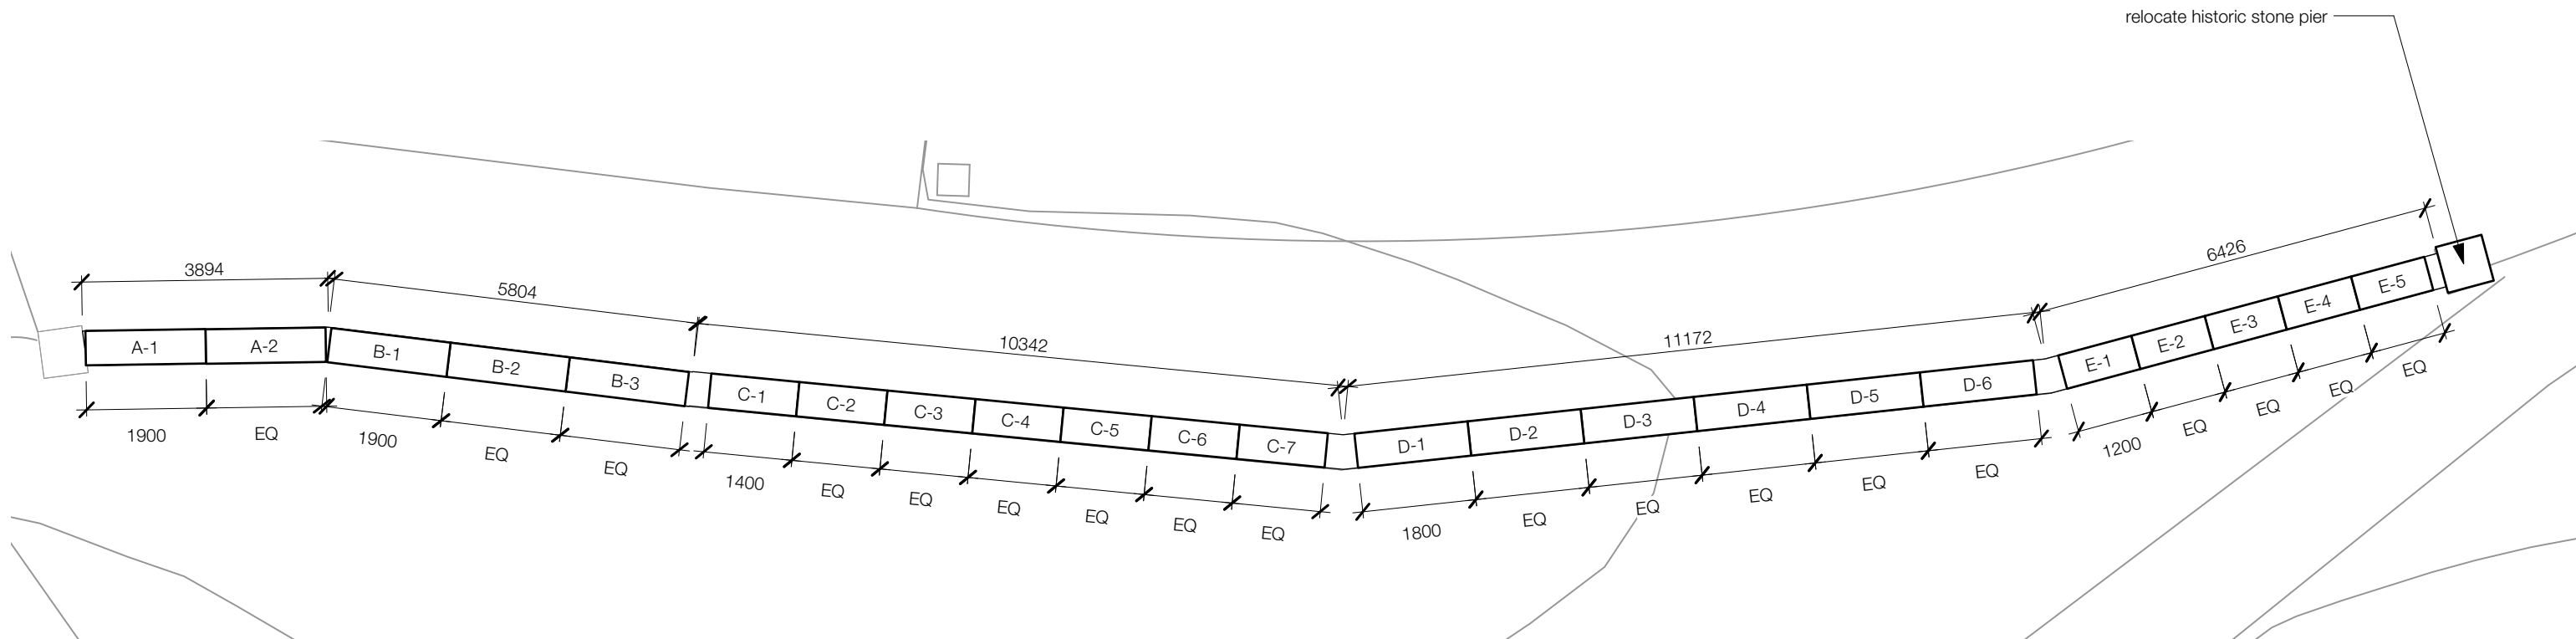 relocate historic stone pier
3894
5804
10342
11172
6426
A-1
A-2
B-1
B-2
B-3
C-1
C-2
C-3
C-4
C-5
C-6
C-7
D-1
D-2
D-3
D-4
D-5
D-6
E-1
E-2
E-3
E-4
E-5
1900
EQ
1900
EQ
EQ
1400
EQ
EQ
EQ
EQ
EQ
EQ
1800
EQ
EQ
EQ
EQ
EQ
1200
EQ
EQ
EQ
EQ